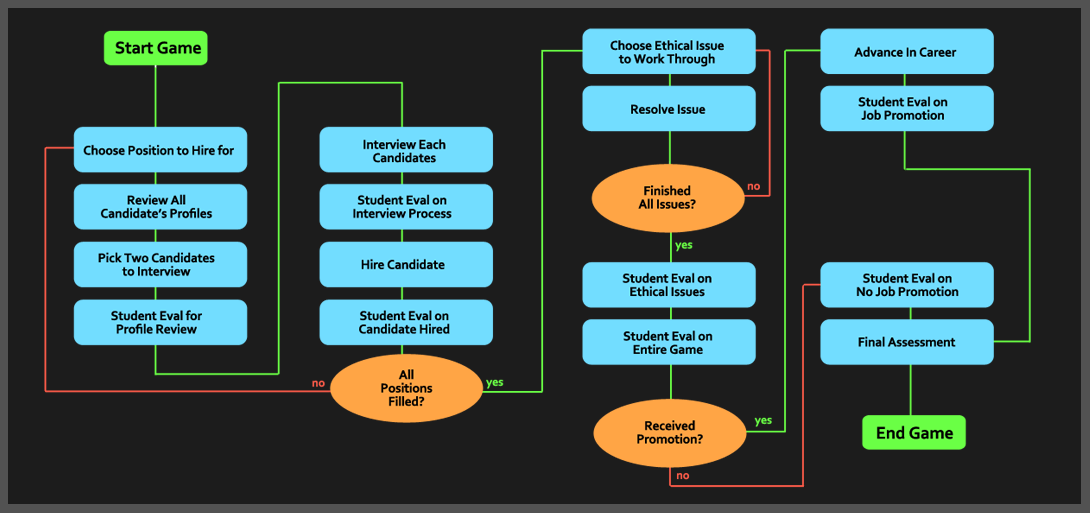 Start Game
Choose Position to Hire for
Review All
Candidate's Profiles
Pick Two Candidates
to Interview
Student Eval for
Profile Review
Interview Each
Candidates
Student Eval on
Interview Process
Hire Candidate
Student Eval on
Candidate Hired
All
Positions
Filled?
no
yes
Choose Ethical Issue
to Work Through
Resolve Issue
Finished
All Issues?
no
yes
Student Eval on
Ethical Issues
Student Eval on
Entire Game
Received
Promotion?
yes
no
Advance In Career
Student Eval on
Job Promotion
Student Eval on
No Job Promotion
Final Assessment
End Game